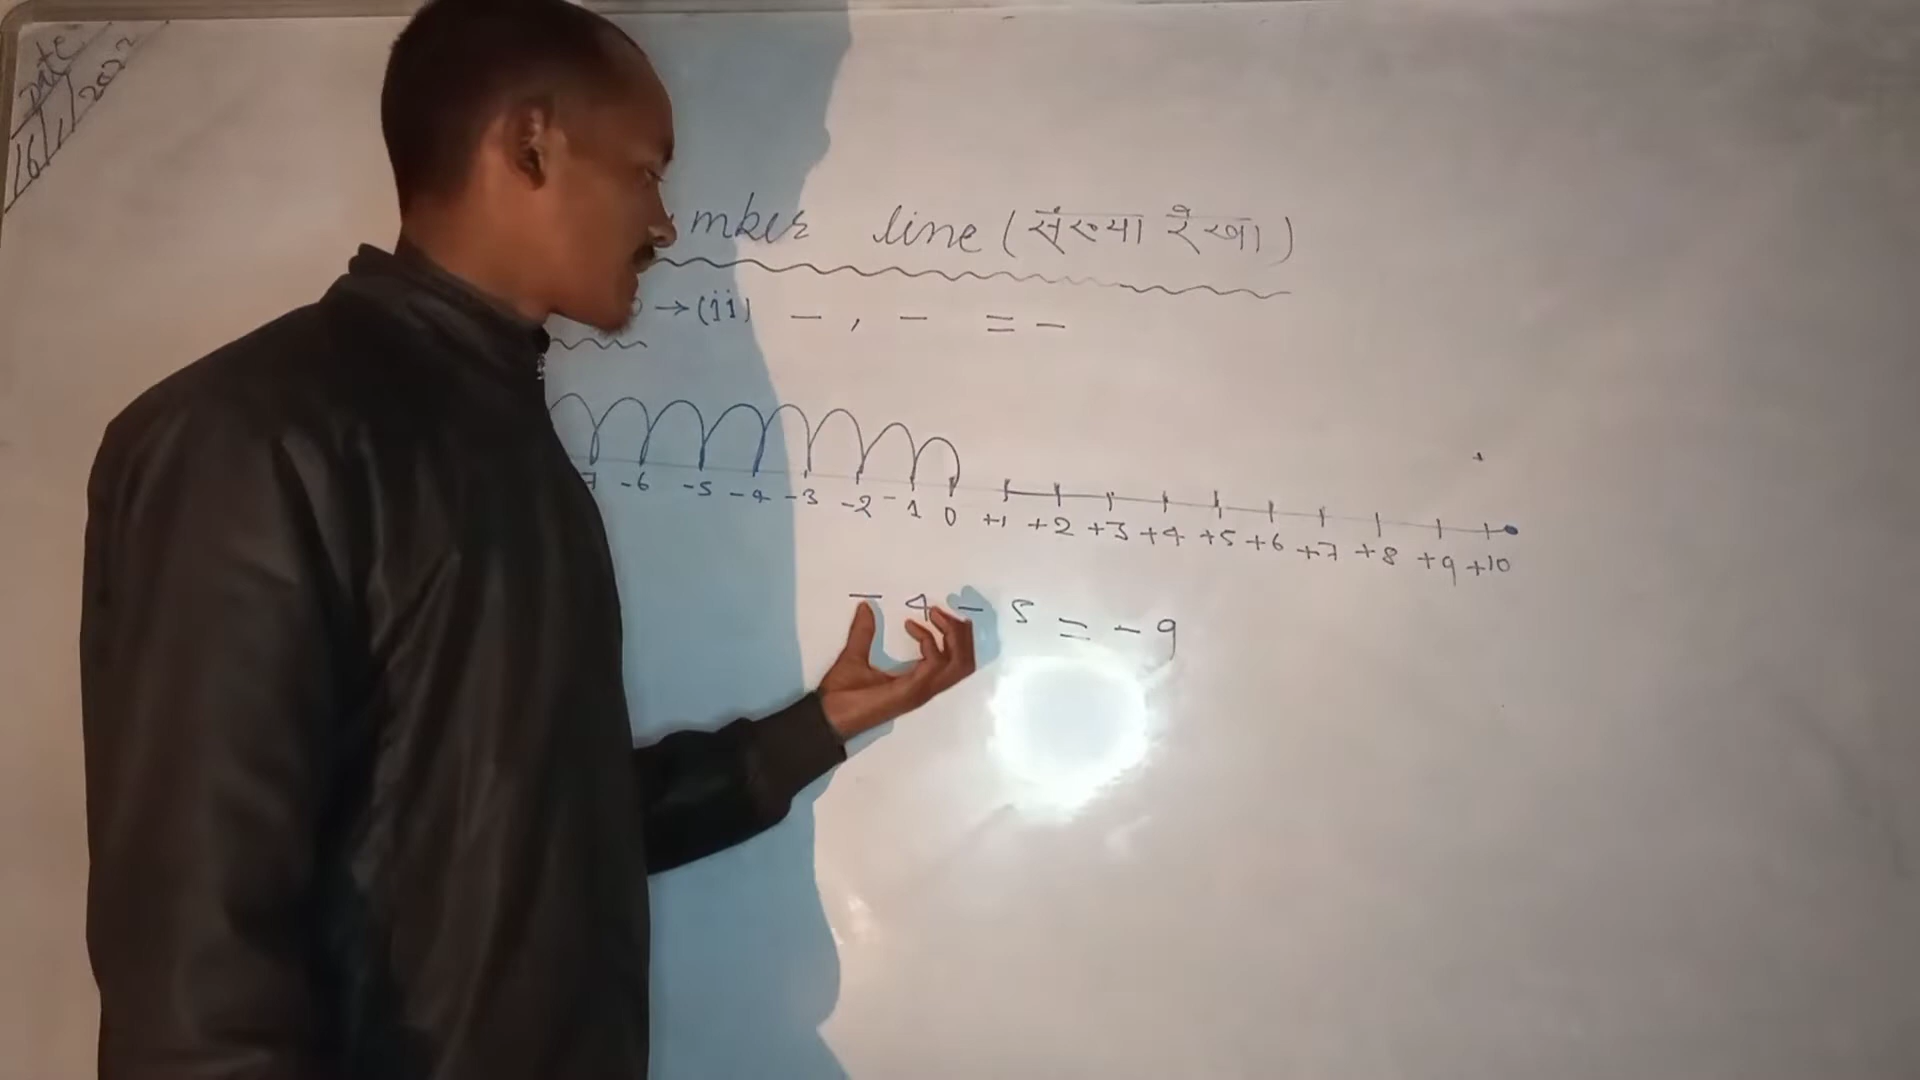 Date
16/1/2022
mber line (संख्या रेखा)
→ (ii) - , - = -
7 -6 -5 -4 -3 -2 -1 0 +1 +2 +3 +4 +5 +6 +7 +8 +9 +10
- 4 - 5 = - 9